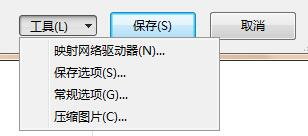 工具(L) 保存(S) 取消
映射网络驱动器(N)...
保存选项(S)...
常规选项(G)...
压缩图片(C)...